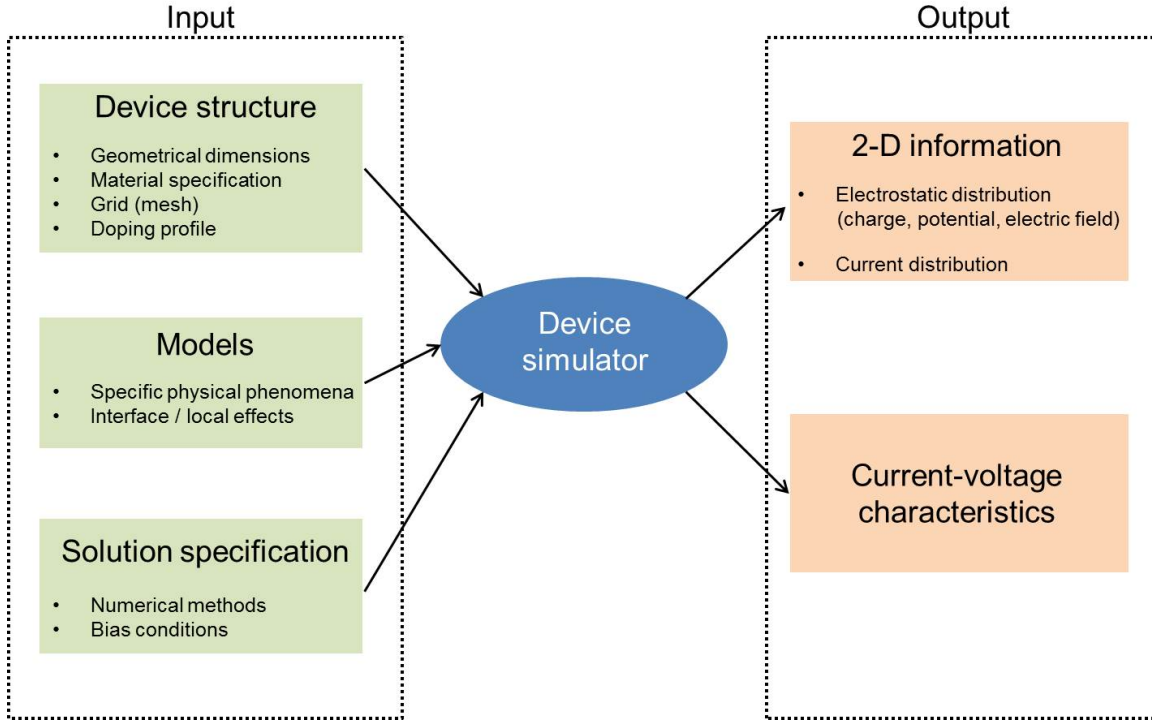 Input
Device structure
• Geometrical dimensions
• Material specification
• Grid (mesh)
• Doping profile
Models
• Specific physical phenomena
• Interface / local effects
Solution specification
• Numerical methods
• Bias conditions
Device
simulator
Output
2-D information
• Electrostatic distribution
(charge, potential, electric field)
• Current distribution
Current-voltage
characteristics